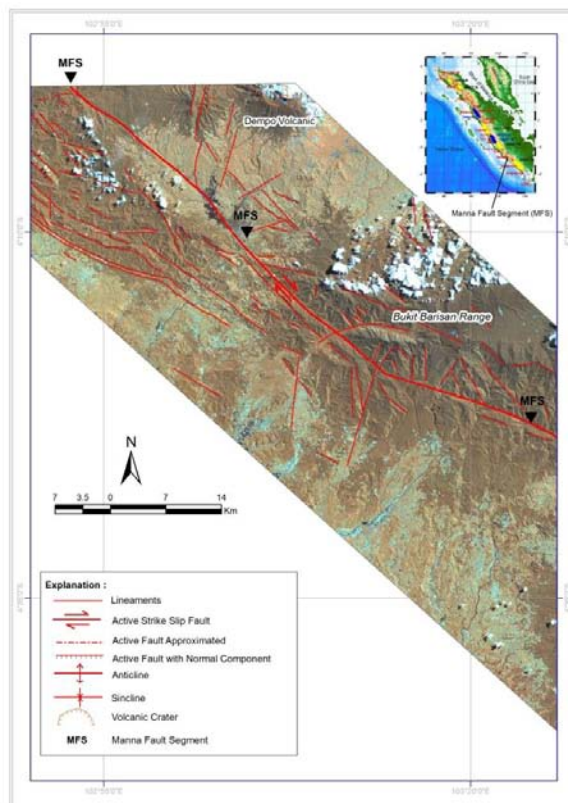 MFS
Dempo Volcanic
Manna Fault Segment (MFS)
MFS
Bukit Barisan Range
MFS
N
7 3.5 0 7 14
Km
Explanation :
Lineaments
Active Strike Slip Fault
Active Fault Approximated
Active Fault with Normal Component
Anticline
Sincline
Volcanic Crater
MFS Manna Fault Segment